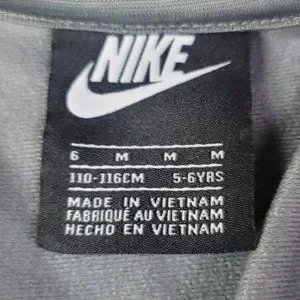 NIKE
6 M M M
110-116CM 5-6YRS
MADE IN VIETNAM
FABRIQUÉ AU VIETNAM
HECHO EN VIETNAM